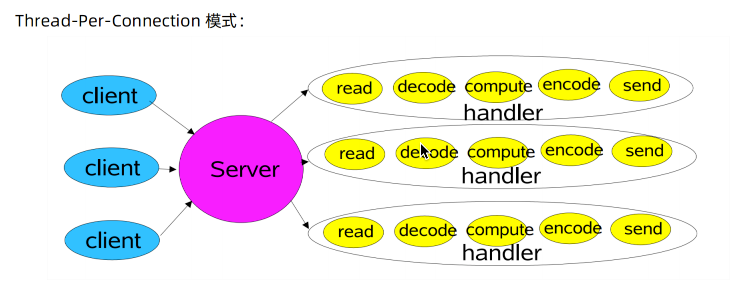 Thread-Per-Connection 模式：
client
client
client
Server
read decode compute encode send
handler
read decode compute encode send
handler
read decode compute encode send
handler